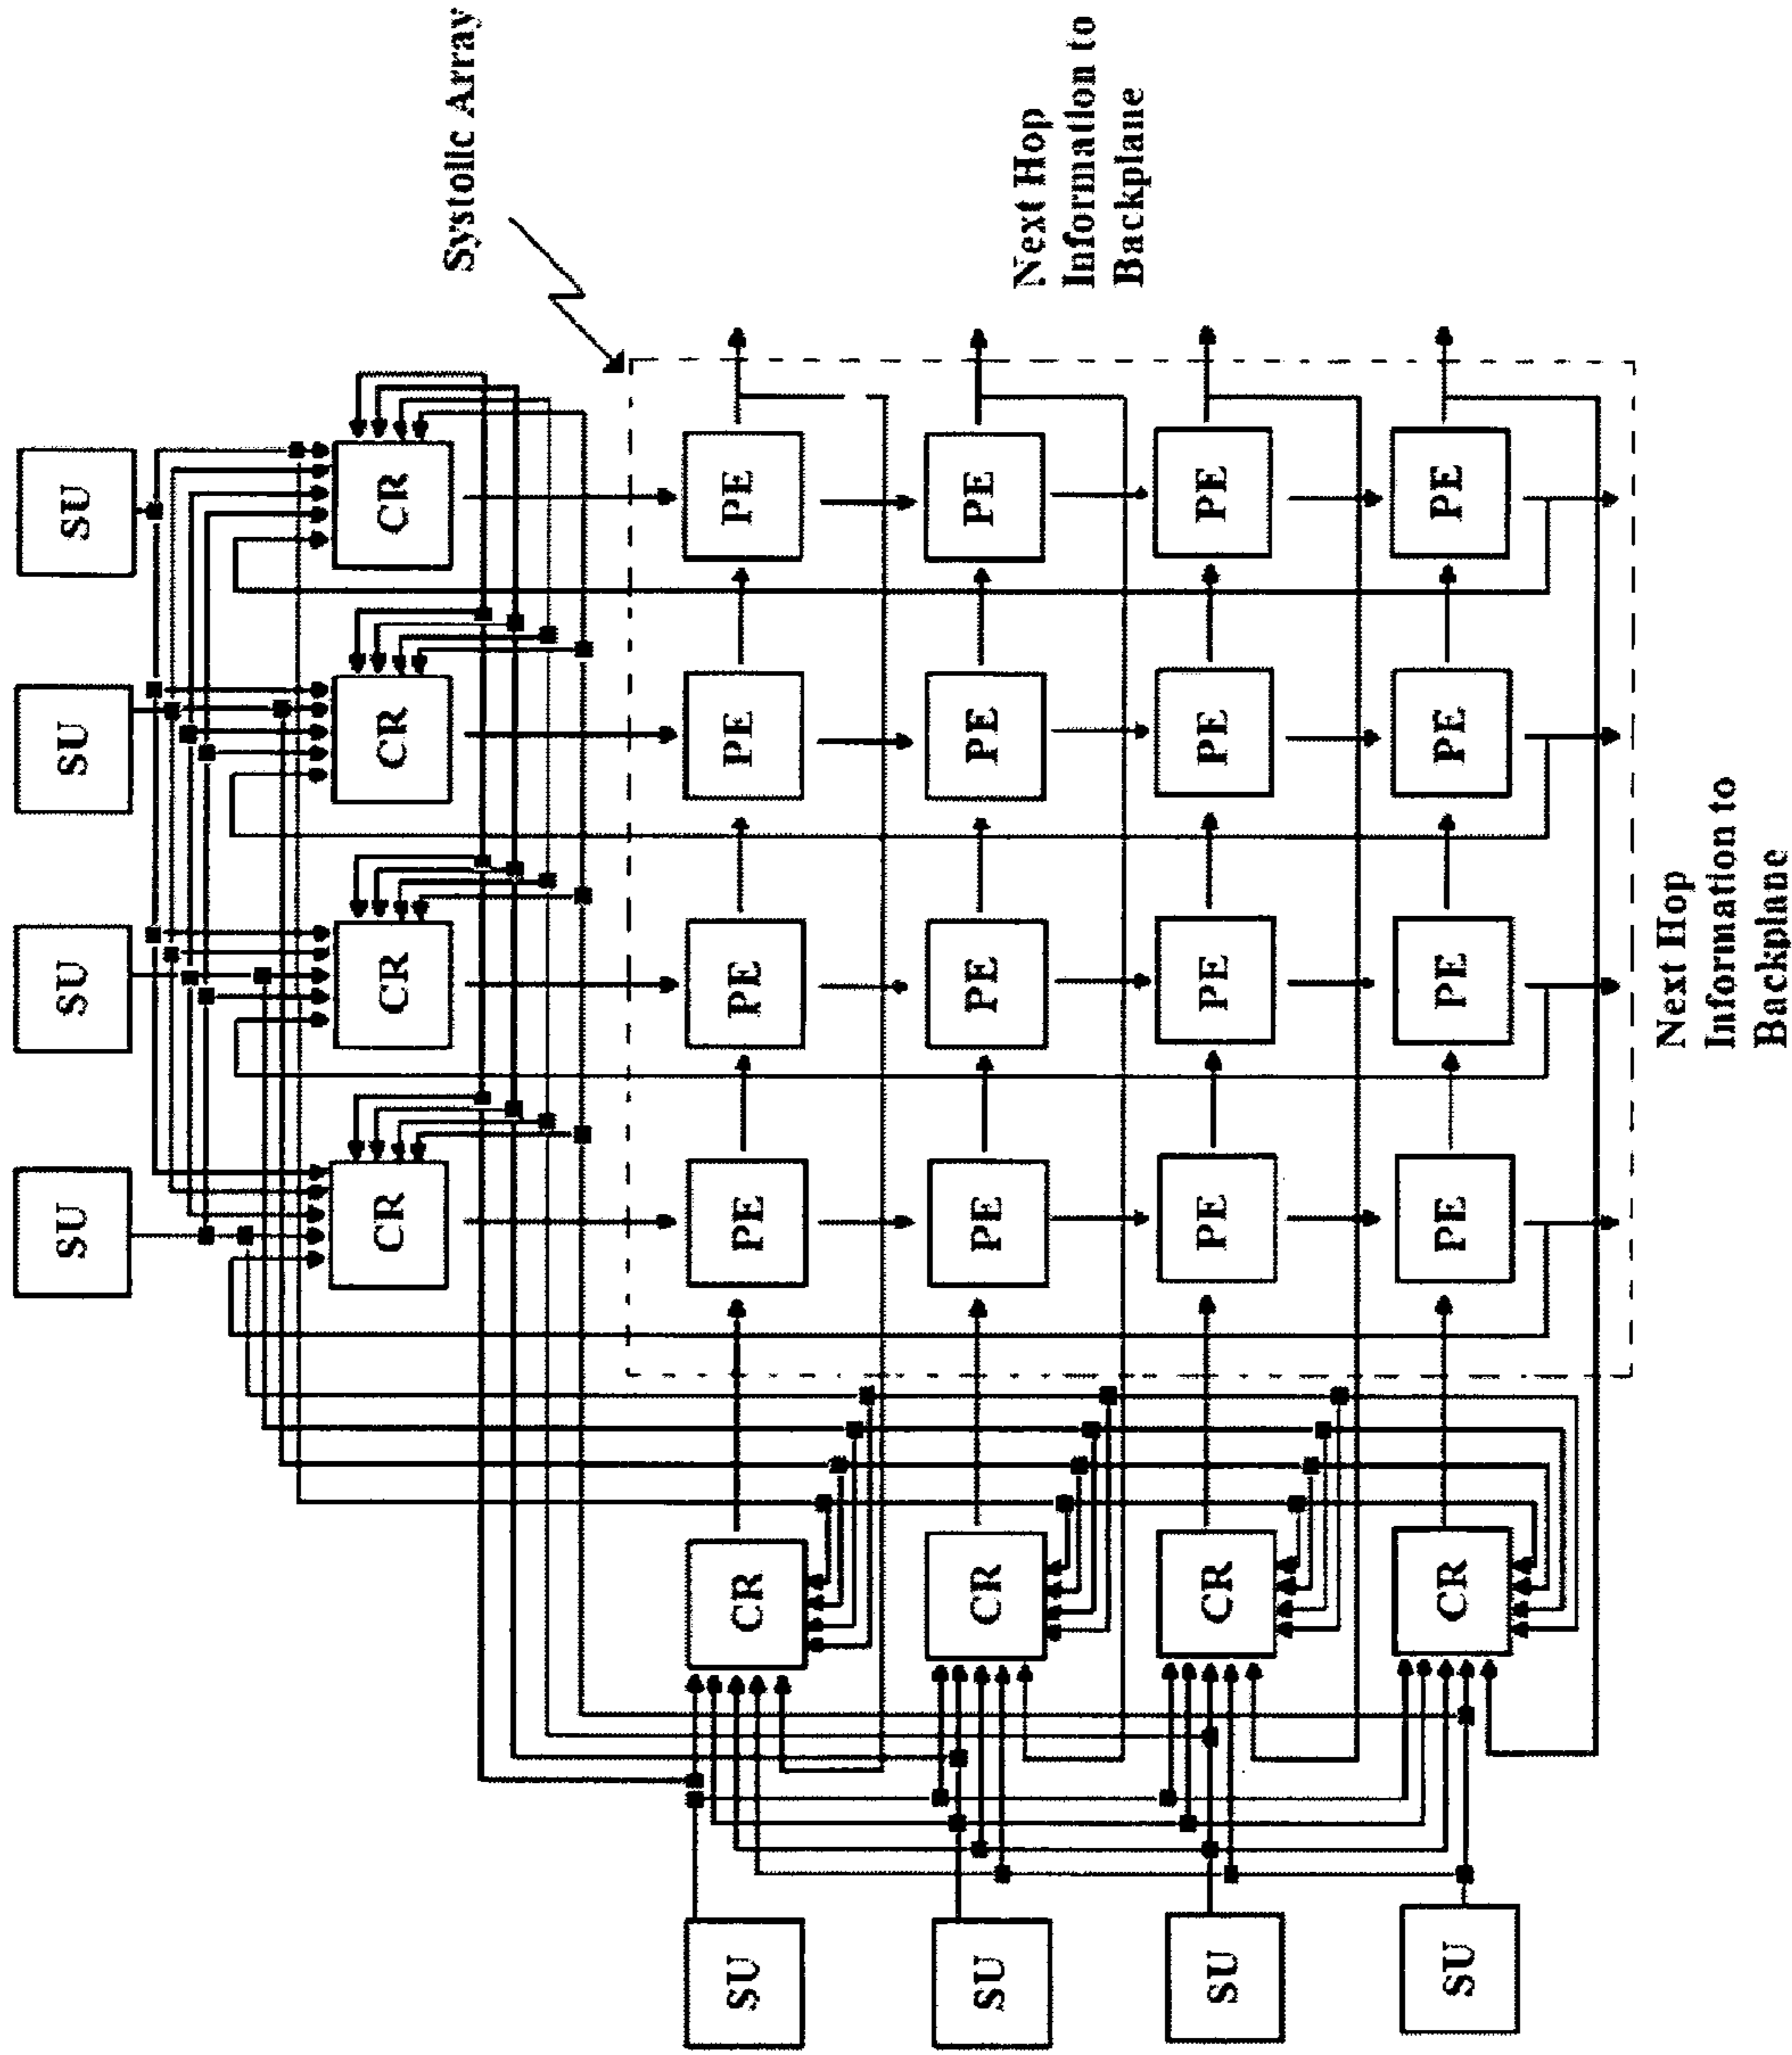 SU
SU
SU
SU
CR
CR
CR
CR
Systolic Array
SU
CR
PE
PE
PE
PE
SU
CR
PE
PE
PE
PE
Next Hop
Information to
Backplane
SU
CR
PE
PE
PE
PE
SU
CR
PE
PE
PE
PE
Next Hop
Information to
Backplane